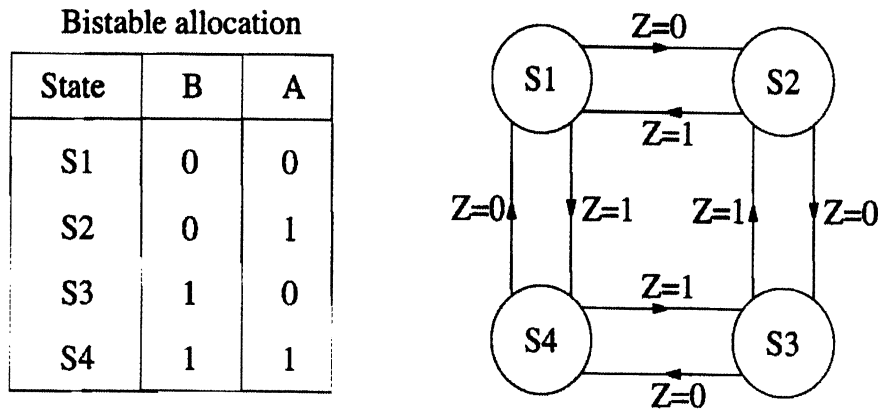 Bistable allocation
State B A
S1 0 0
S2 0 1
S3 1 0
S4 1 1
Z=0
S1 S2
Z=1
Z=0 Z=1 Z=1 Z=0
Z=1
S4 S3
Z=0